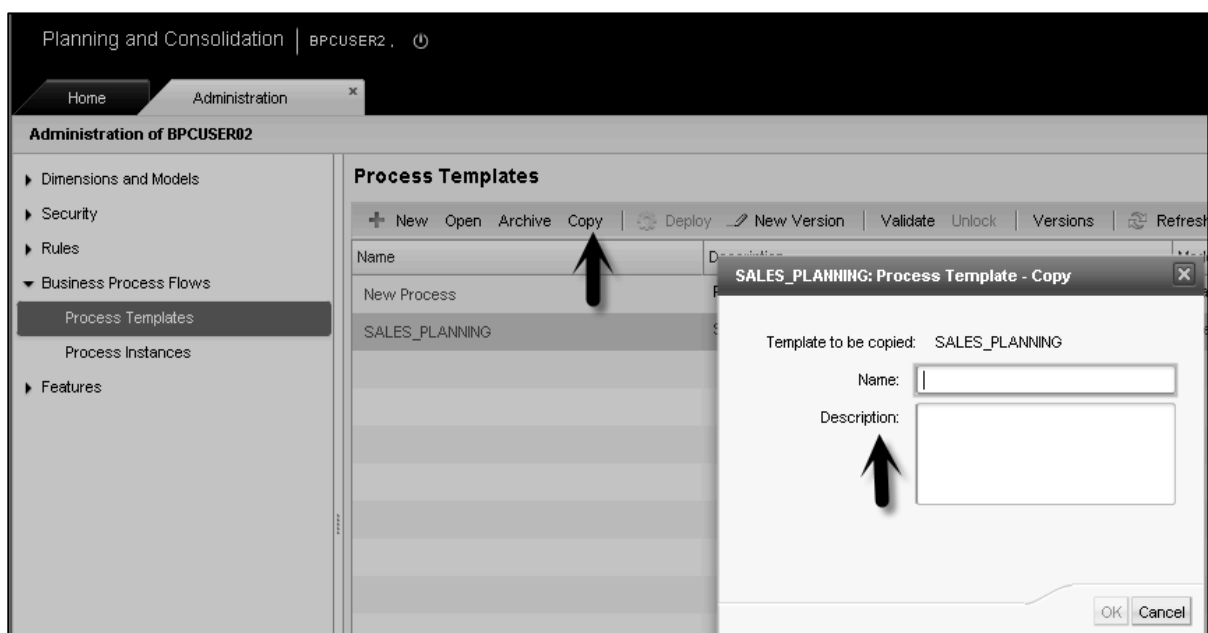 Planning and Consolidation | BPCUSER2 ,
Home Administration
Administration of BPCUSER02
Dimensions and Models
Security
Rules
Business Process Flows
Process Templates
Process Instances
Features
Process Templates
New Open Archive Copy Deploy New Version Validate Unlock Versions Refresh
Name
New Process
SALES_PLANNING
SALES_PLANNING: Process Template - Copy
Template to be copied: SALES_PLANNING
Name:
Description:
OK Cancel